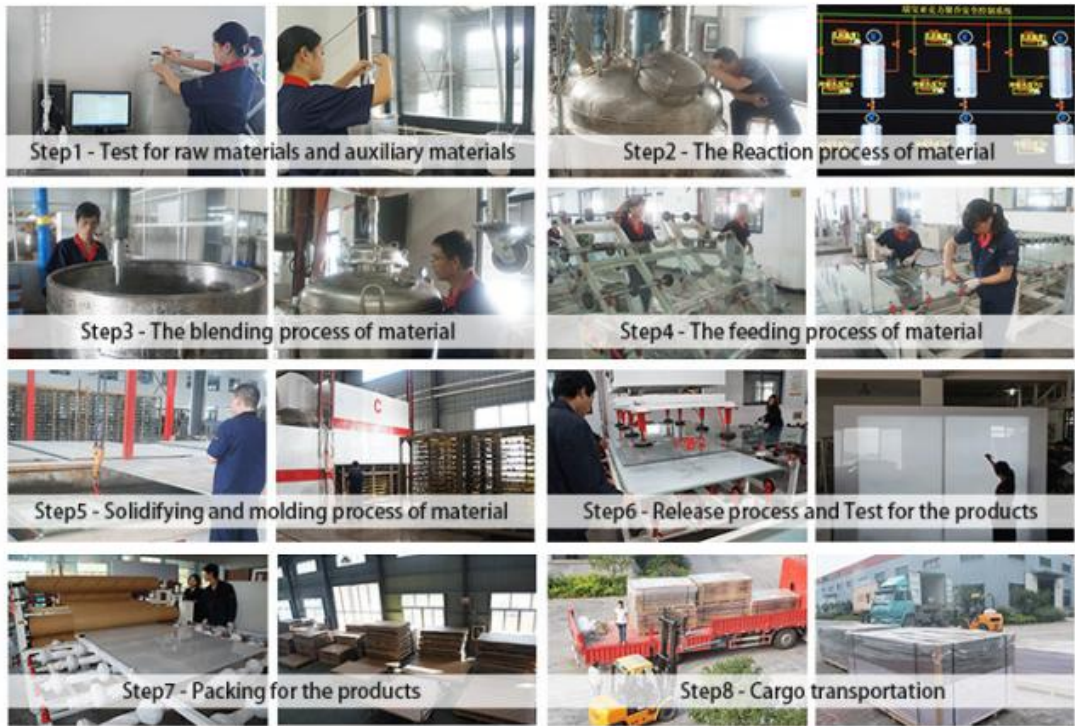 Step1 - Test for raw materials and auxiliary materials
Step2 - The Reaction process of material
Step3 - The blending process of material
Step4 - The feeding process of material
C
Step5 - Solidifying and molding process of material
Step6 - Release process and Test for the products
Step7 - Packing for the products
Step8 - Cargo transportation